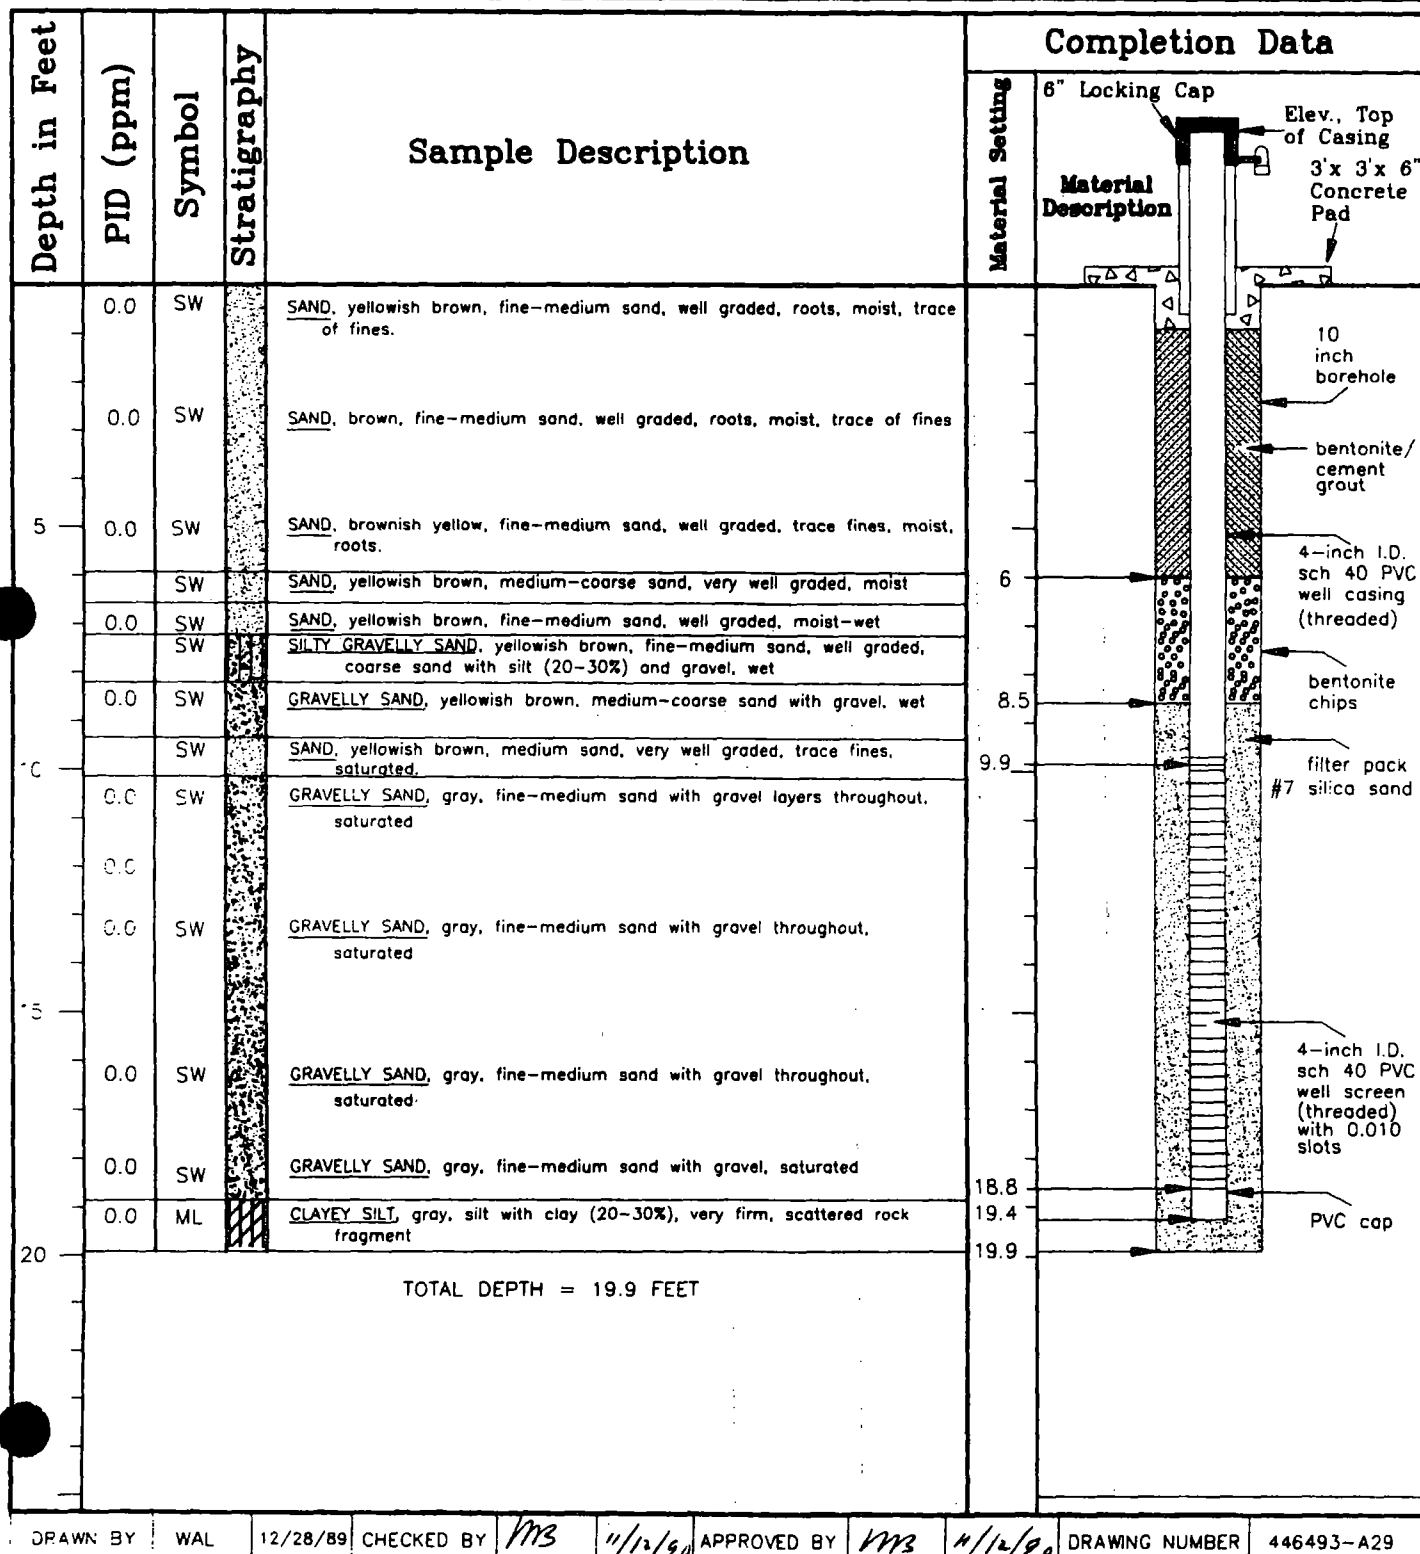 Completion Data
Depth in Feet
PID (ppm)
Symbol
Stratigraphy
Sample Description
Material Setting
6" Locking Cap
Elev., Top
of Casing
3'x 3'x 6"
Concrete
Pad
Material
Description
0.0 SW SAND, yellowish brown, fine-medium sand, well graded, roots, moist, trace
of fines.
10
inch
borehole
0.0 SW SAND, brown, fine-medium sand, well graded, roots, moist, trace of fines
bentonite/
cement
grout
5 0.0 SW SAND, brownish yellow, fine-medium sand, well graded, trace fines, moist,
roots.
4-inch I.D.
sch 40 PVC
well casing
(threaded)
SW SAND, yellowish brown, medium-coarse sand, very well graded, moist
6
0.0 SW SAND, yellowish brown, fine-medium sand, well graded, moist-wet
SW SILTY GRAVELLY SAND, yellowish brown, fine-medium sand, well graded,
coarse sand with silt (20-30%) and gravel, wet
bentonite
chips
0.0 SW GRAVELLY SAND, yellowish brown, medium-coarse sand with gravel, wet
8.5
SW SAND, yellowish brown, medium sand, very well graded, trace fines,
saturated.
9.9
filter pack
#7 silica sand
0.0 SW GRAVELLY SAND, gray, fine-medium sand with gravel layers throughout,
saturated
0.0
0.0 SW GRAVELLY SAND, gray, fine-medium sand with gravel throughout,
saturated
4-inch I.D.
sch 40 PVC
well screen
(threaded)
with 0.010
slots
0.0 SW GRAVELLY SAND, gray, fine-medium sand with gravel throughout,
saturated
0.0 SW GRAVELLY SAND, gray, fine-medium sand with gravel, saturated
18.8
0.0 ML CLAYEY SILT, gray, silt with clay (20-30%), very firm, scattered rock
fragment
19.4
PVC cap
20
19.9
TOTAL DEPTH = 19.9 FEET
DRAWN BY WAL 12/28/89 CHECKED BY MB 11/12/90 APPROVED BY MB 11/12/90 DRAWING NUMBER 446493-A29